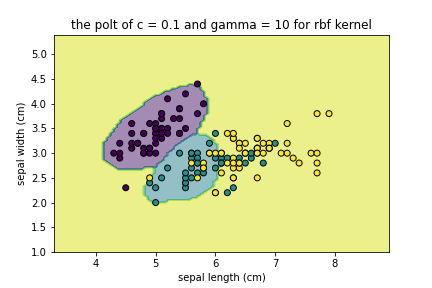 the polt of c = 0.1 and gamma = 10 for rbf kernel
5.0
4.5
4.0
3.5
3.0
2.5
2.0
1.5
1.0
sepal width (cm)
4 5 6 7 8
sepal length (cm)